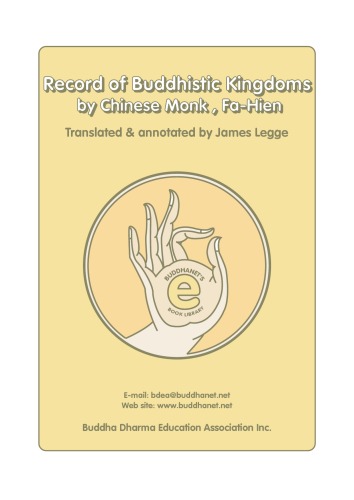 Record of Buddhistic Kingdoms
by Chinese Monk , Fa-Hien
Translated & annotated by James Legge
BUDDHANET'S
e
BOOK LIBRARY
E-mail: bdea@buddhanet.net
Web site: www.buddhanet.net
Buddha Dharma Education Association Inc.